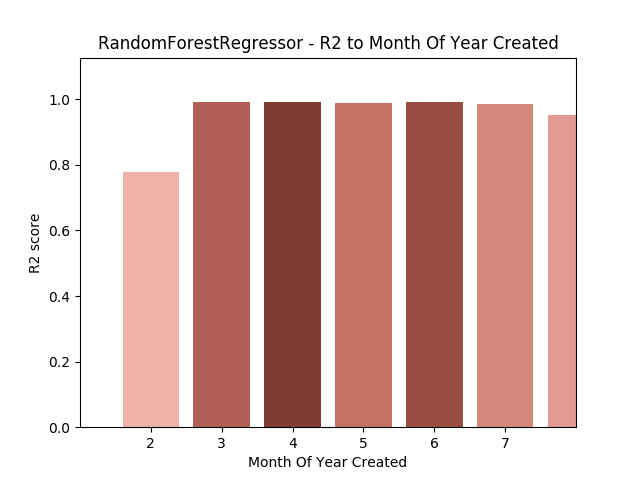 RandomForestRegressor - R2 to Month Of Year Created
1.0
0.8
0.6
0.4
0.2
0.0
R2 score
2 3 4 5 6 7
Month Of Year Created